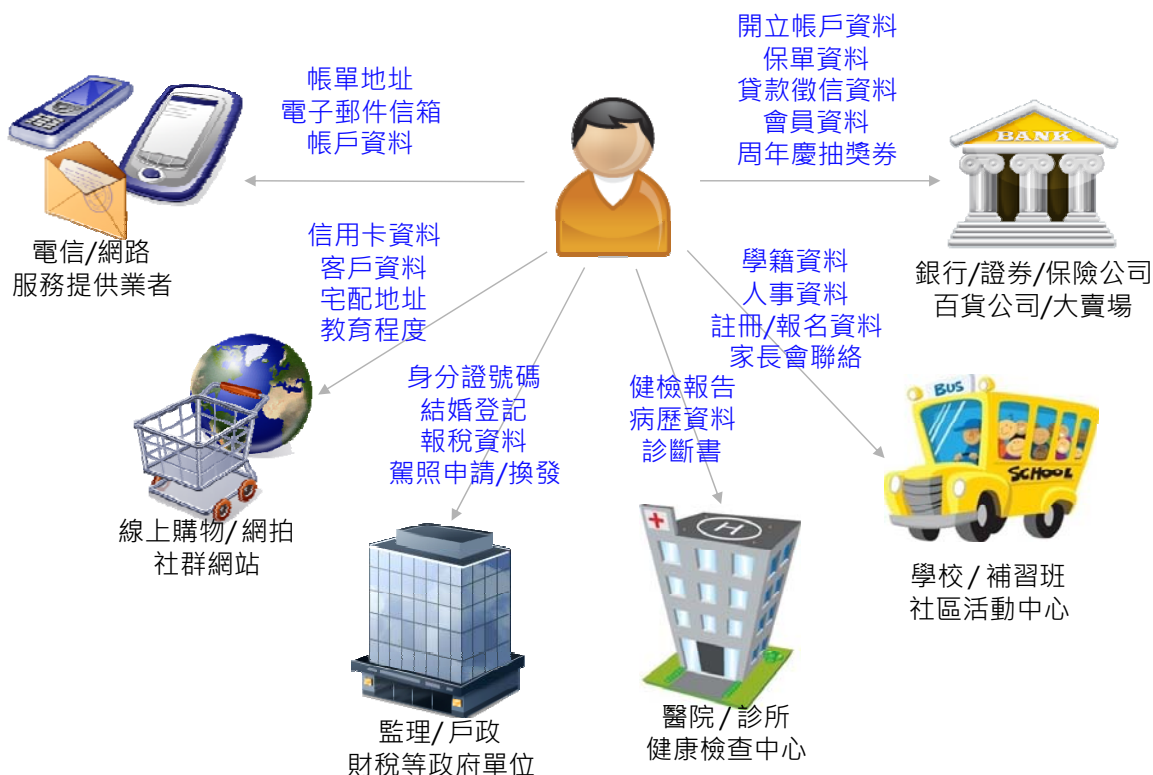 帳單地址
電子郵件信箱
帳戶資料
電信/網路
服務提供業者
開立帳戶資料
保單資料
貸款徵信資料
會員資料
周年慶抽獎券
BANK
銀行/證券/保險公司
百貨公司/大賣場
信用卡資料
客戶資料
宅配地址
教育程度
線上購物/網拍
社群網站
身分證號碼
結婚登記
報稅資料
駕照申請/換發
監理/戶政
財稅等政府單位
健檢報告
病歷資料
診斷書
H
醫院/診所
健康檢查中心
學籍資料
人事資料
註冊/報名資料
家長會聯絡
BUS
SCHOOL
學校/補習班
社區活動中心